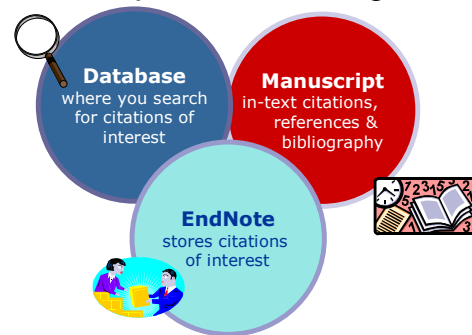 Database
where you search
for citations of
interest
Manuscript
in-text citations,
references &
bibliography
EndNote
stores citations
of interest